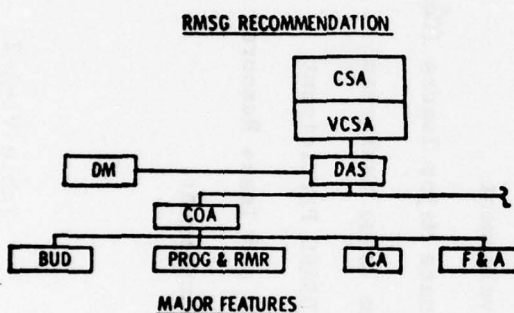 RMSG RECOMMENDATION
CSA
VCSA
DM DAS
COA
BUD PROG & RMR CA F & A
MAJOR FEATURES